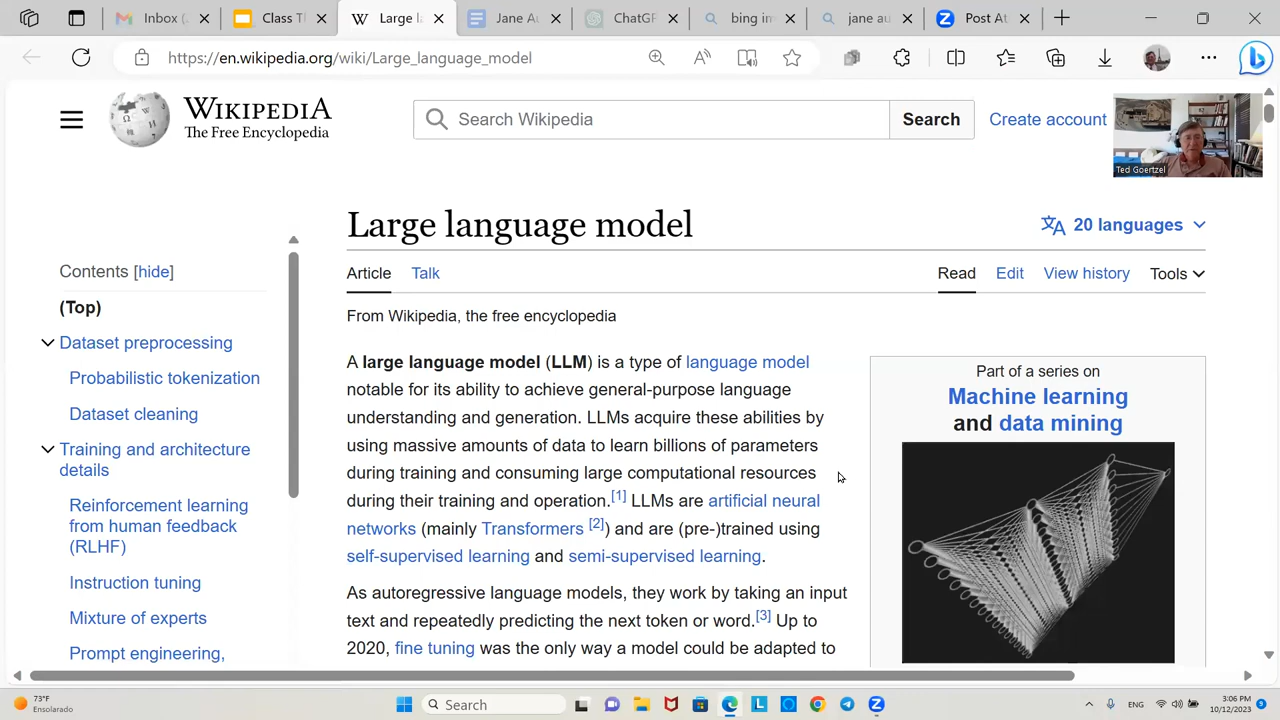 Inbox (
Class Th
Large la
Jane Au
ChatGP
bing im
jane au
Post At
https://en.wikipedia.org/wiki/Large_language_model
WIKIPEDIA
The Free Encyclopedia
Search Wikipedia
Search
Create account
Ted Goertzel
Large language model
20 languages
Contents [hide]
(Top)
Dataset preprocessing
Probabilistic tokenization
Dataset cleaning
Training and architecture
details
Reinforcement learning
from human feedback
(RLHF)
Instruction tuning
Mixture of experts
Prompt engineering,
Article Talk
Read Edit View history Tools
From Wikipedia, the free encyclopedia
A large language model (LLM) is a type of language model
notable for its ability to achieve general-purpose language
understanding and generation. LLMs acquire these abilities by
using massive amounts of data to learn billions of parameters
during training and consuming large computational resources
during their training and operation.[1] LLMs are artificial neural
networks (mainly Transformers [2]) and are (pre-)trained using
self-supervised learning and semi-supervised learning.
As autoregressive language models, they work by taking an input
text and repeatedly predicting the next token or word.[3] Up to
2020, fine tuning was the only way a model could be adapted to
Part of a series on
Machine learning
and data mining
73°F
Ensolarado
Search
ENG
3:06 PM
10/12/2023